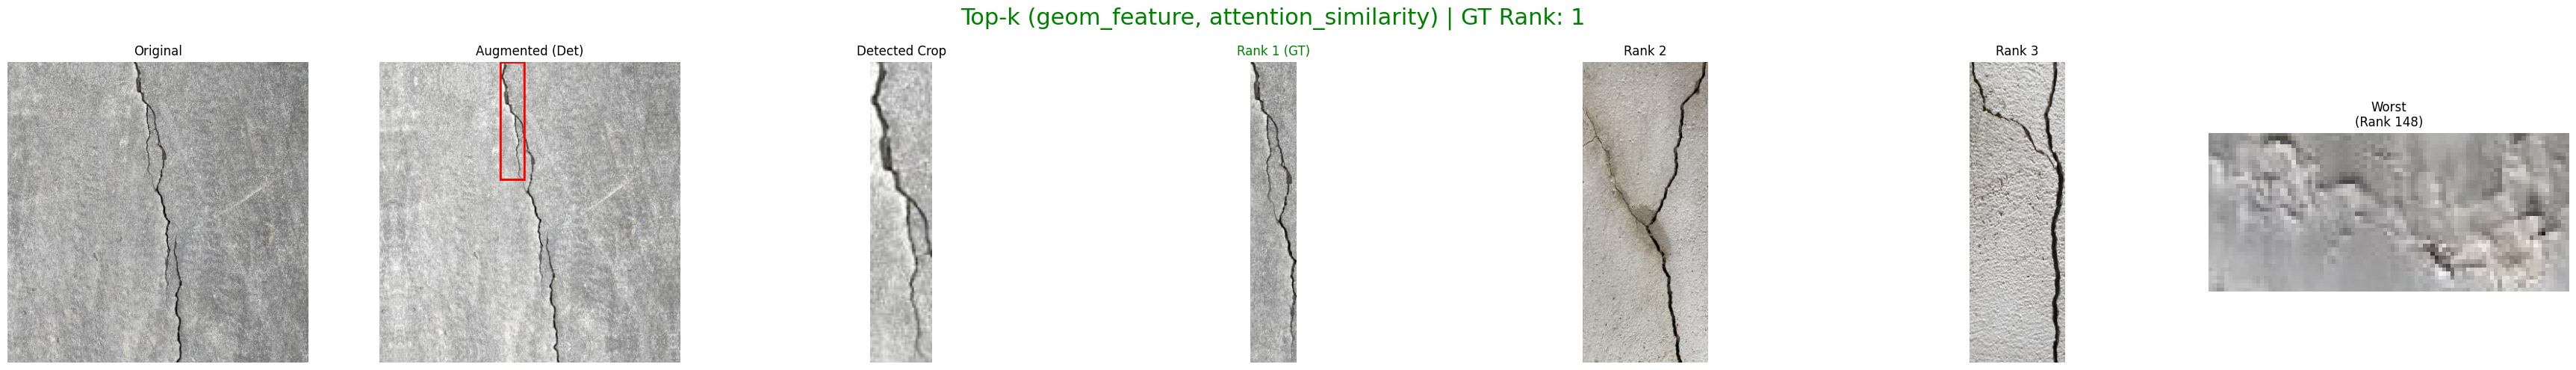 Top-k (geom_feature, attention_similarity) | GT Rank: 1
Original
Augmented (Det)
Detected Crop
Rank 1 (GT)
Rank 2
Rank 3
Worst
(Rank 148)